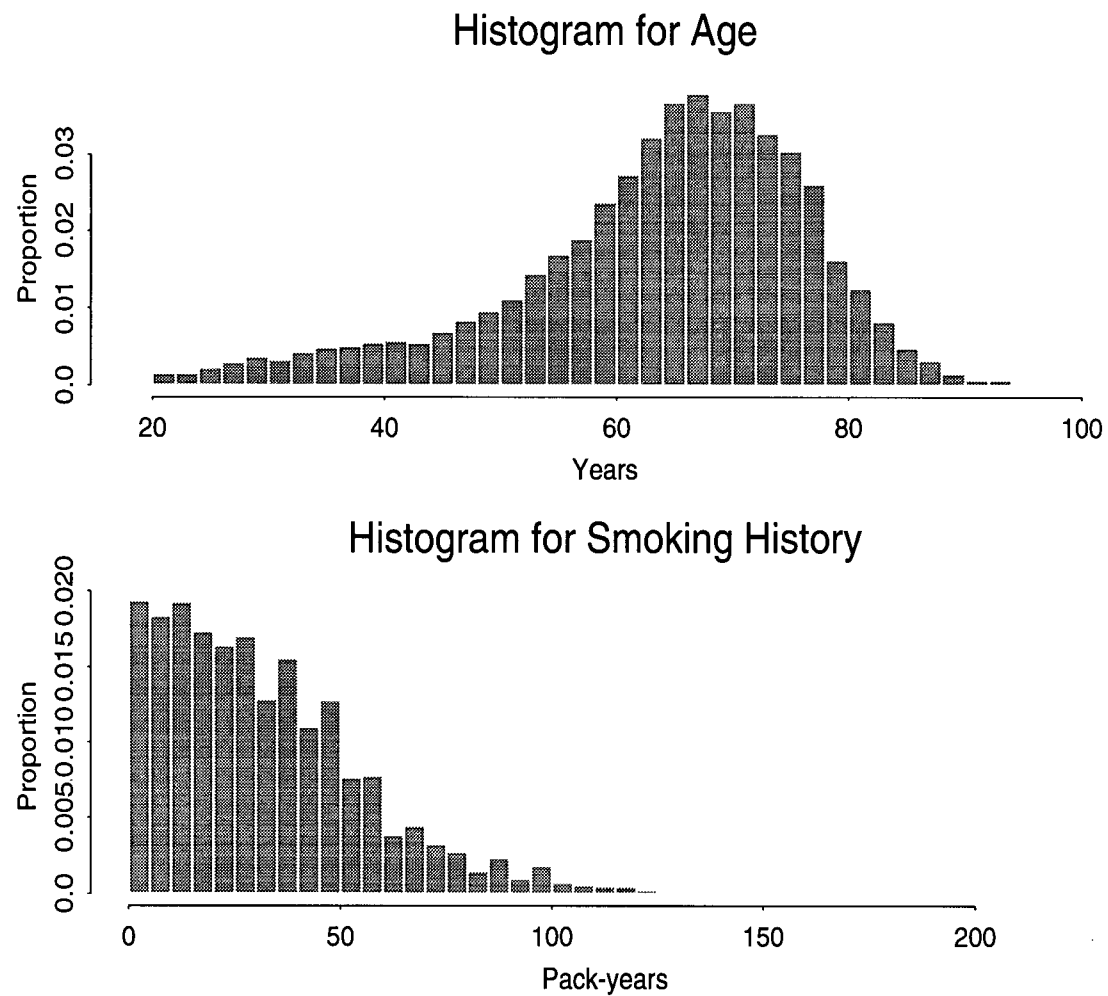 Histogram for Age
Proportion
0.0 0.01 0.02 0.03
20 40 60 80 100
Years
Histogram for Smoking History
Proportion
0.0 0.005 0.010 0.015 0.020
0 50 100 150 200
Pack-years